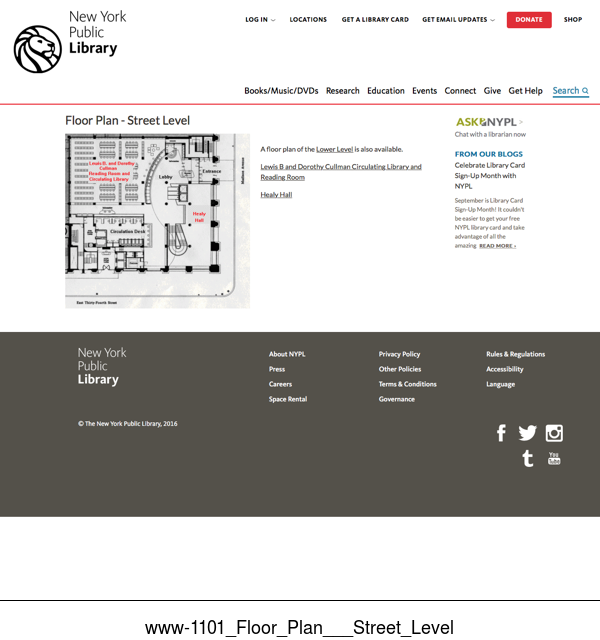 New York
Public
Library
LOG IN
LOCATIONS
GET A LIBRARY CARD
GET EMAIL UPDATES
DONATE
SHOP
Books/Music/DVDs
Research
Education
Events
Connect
Give
Get Help
Search
Floor Plan - Street Level
Louis B. and Dorothy
Cullman
Reading Room and
Circulating Library
Lobby
Entrance
Madison Avenue
Healy
Hall
Circulation Desk
East Thirty-Fourth Street
A floor plan of the Lower Level is also available.
Lewis B and Dorothy Cullman Circulating Library and
Reading Room
Healy Hall
ASK NYPL >
Chat with a librarian now
FROM OUR BLOGS
Celebrate Library Card
Sign-Up Month with
NYPL
September is Library Card
Sign-Up Month! It couldn't
be easier to get your free
NYPL library card and take
advantage of all the
amazing READ MORE ›
New York
Public
Library
About NYPL
Press
Careers
Space Rental
Privacy Policy
Other Policies
Terms & Conditions
Governance
Rules & Regulations
Accessibility
Language
© The New York Public Library, 2016
f
t
You
Tube
www-1101_Floor_Plan___Street_Level